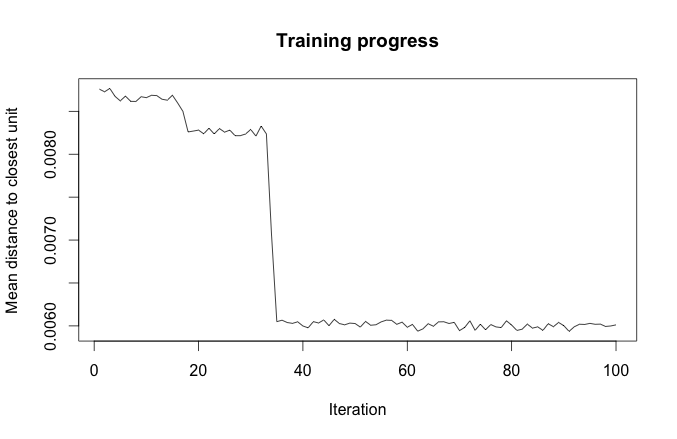 Training progress
Mean distance to closest unit
0.0080
0.0070
0.0060
0 20 40 60 80 100
Iteration